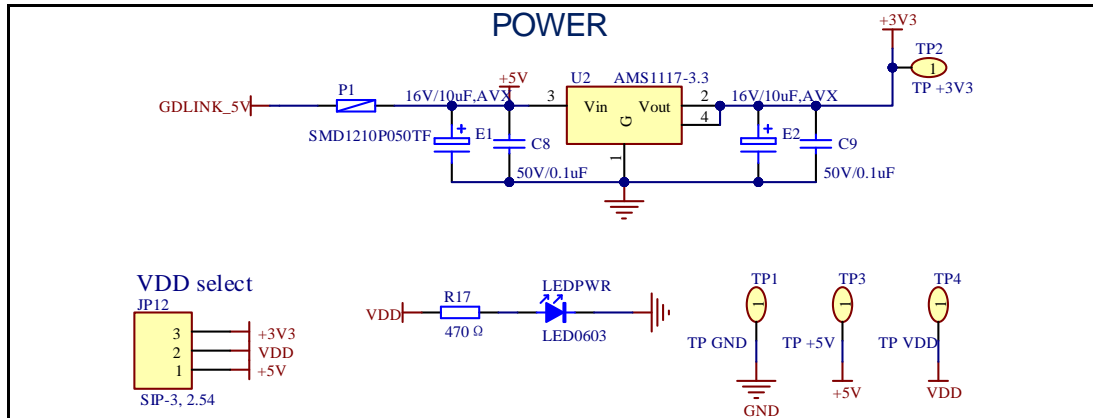 POWER
+3V3
TP2
1
TP +3V3
+5V
U2
AMS1117-3.3
P1
16V/10uF,AVX
3
Vin
Vout
2
16V/10uF,AVX
GDLINK_5V
4
SMD1210P050TF
E1
C8
G
E2
C9
1
50V/0.1uF
50V/0.1uF
VDD select
JP12
3
+3V3
2
VDD
1
+5V
SIP-3, 2.54
R17
LEDPWR
VDD
470 Ω
LED0603
TP1
TP3
TP4
1
1
1
TP GND
TP +5V
TP VDD
GND
+5V
VDD